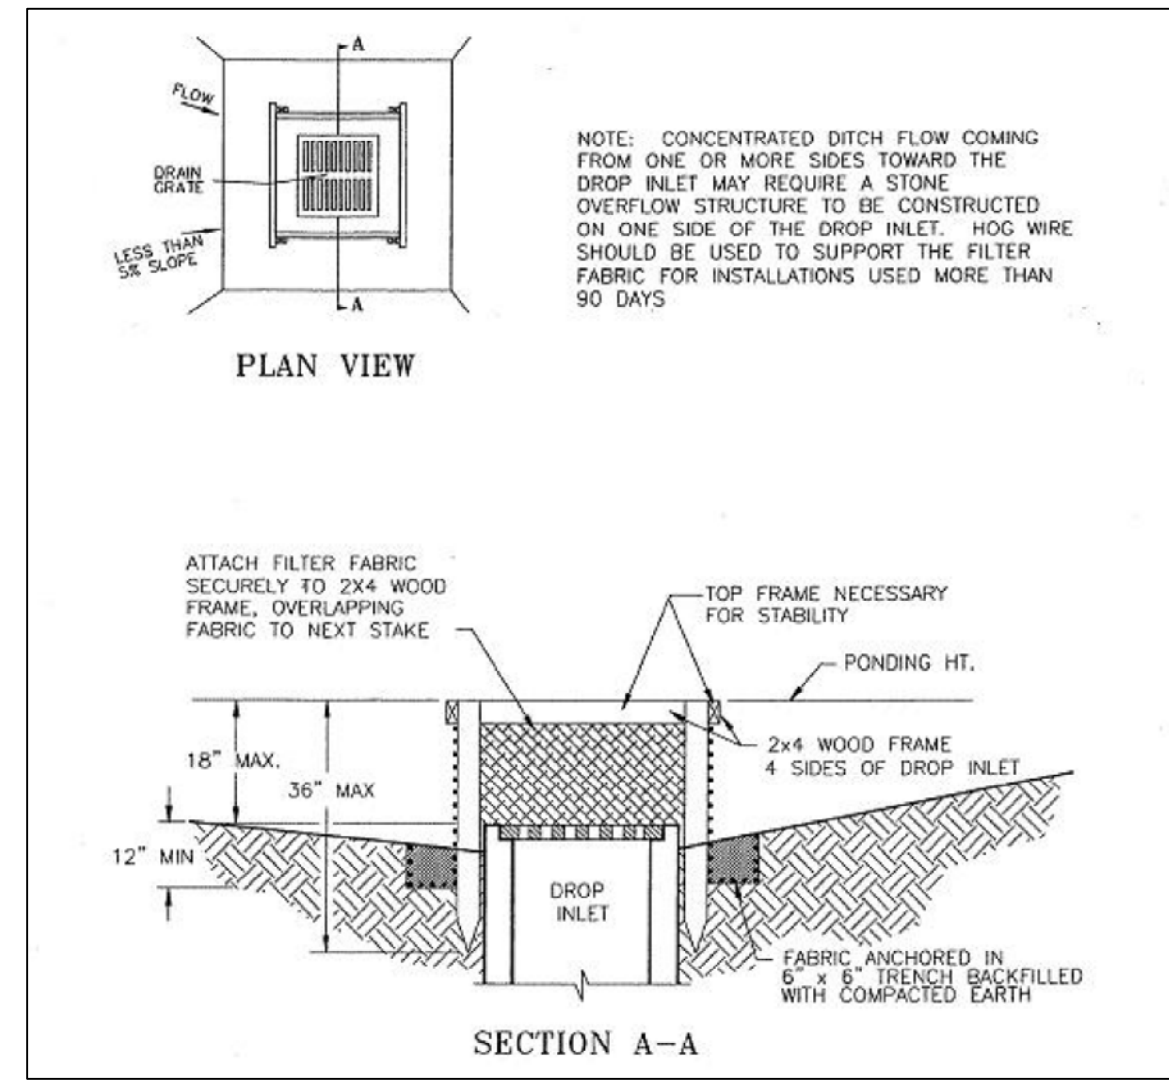 A
FLOW
DRAIN
GRATE
LESS THAN
5% SLOPE
A
PLAN VIEW
NOTE: CONCENTRATED DITCH FLOW COMING
FROM ONE OR MORE SIDES TOWARD THE
DROP INLET MAY REQUIRE A STONE
OVERFLOW STRUCTURE TO BE CONSTRUCTED
ON ONE SIDE OF THE DROP INLET. HOG WIRE
SHOULD BE USED TO SUPPORT THE FILTER
FABRIC FOR INSTALLATIONS USED MORE THAN
90 DAYS
ATTACH FILTER FABRIC
SECURELY TO 2X4 WOOD
FRAME, OVERLAPPING
FABRIC TO NEXT STAKE
TOP FRAME NECESSARY
FOR STABILITY
PONDING HT.
2x4 WOOD FRAME
4 SIDES OF DROP INLET
18" MAX.
36" MAX
12" MIN
DROP
INLET
FABRIC ANCHORED IN
6" x 6" TRENCH BACKFILLED
WITH COMPACTED EARTH
SECTION A-A